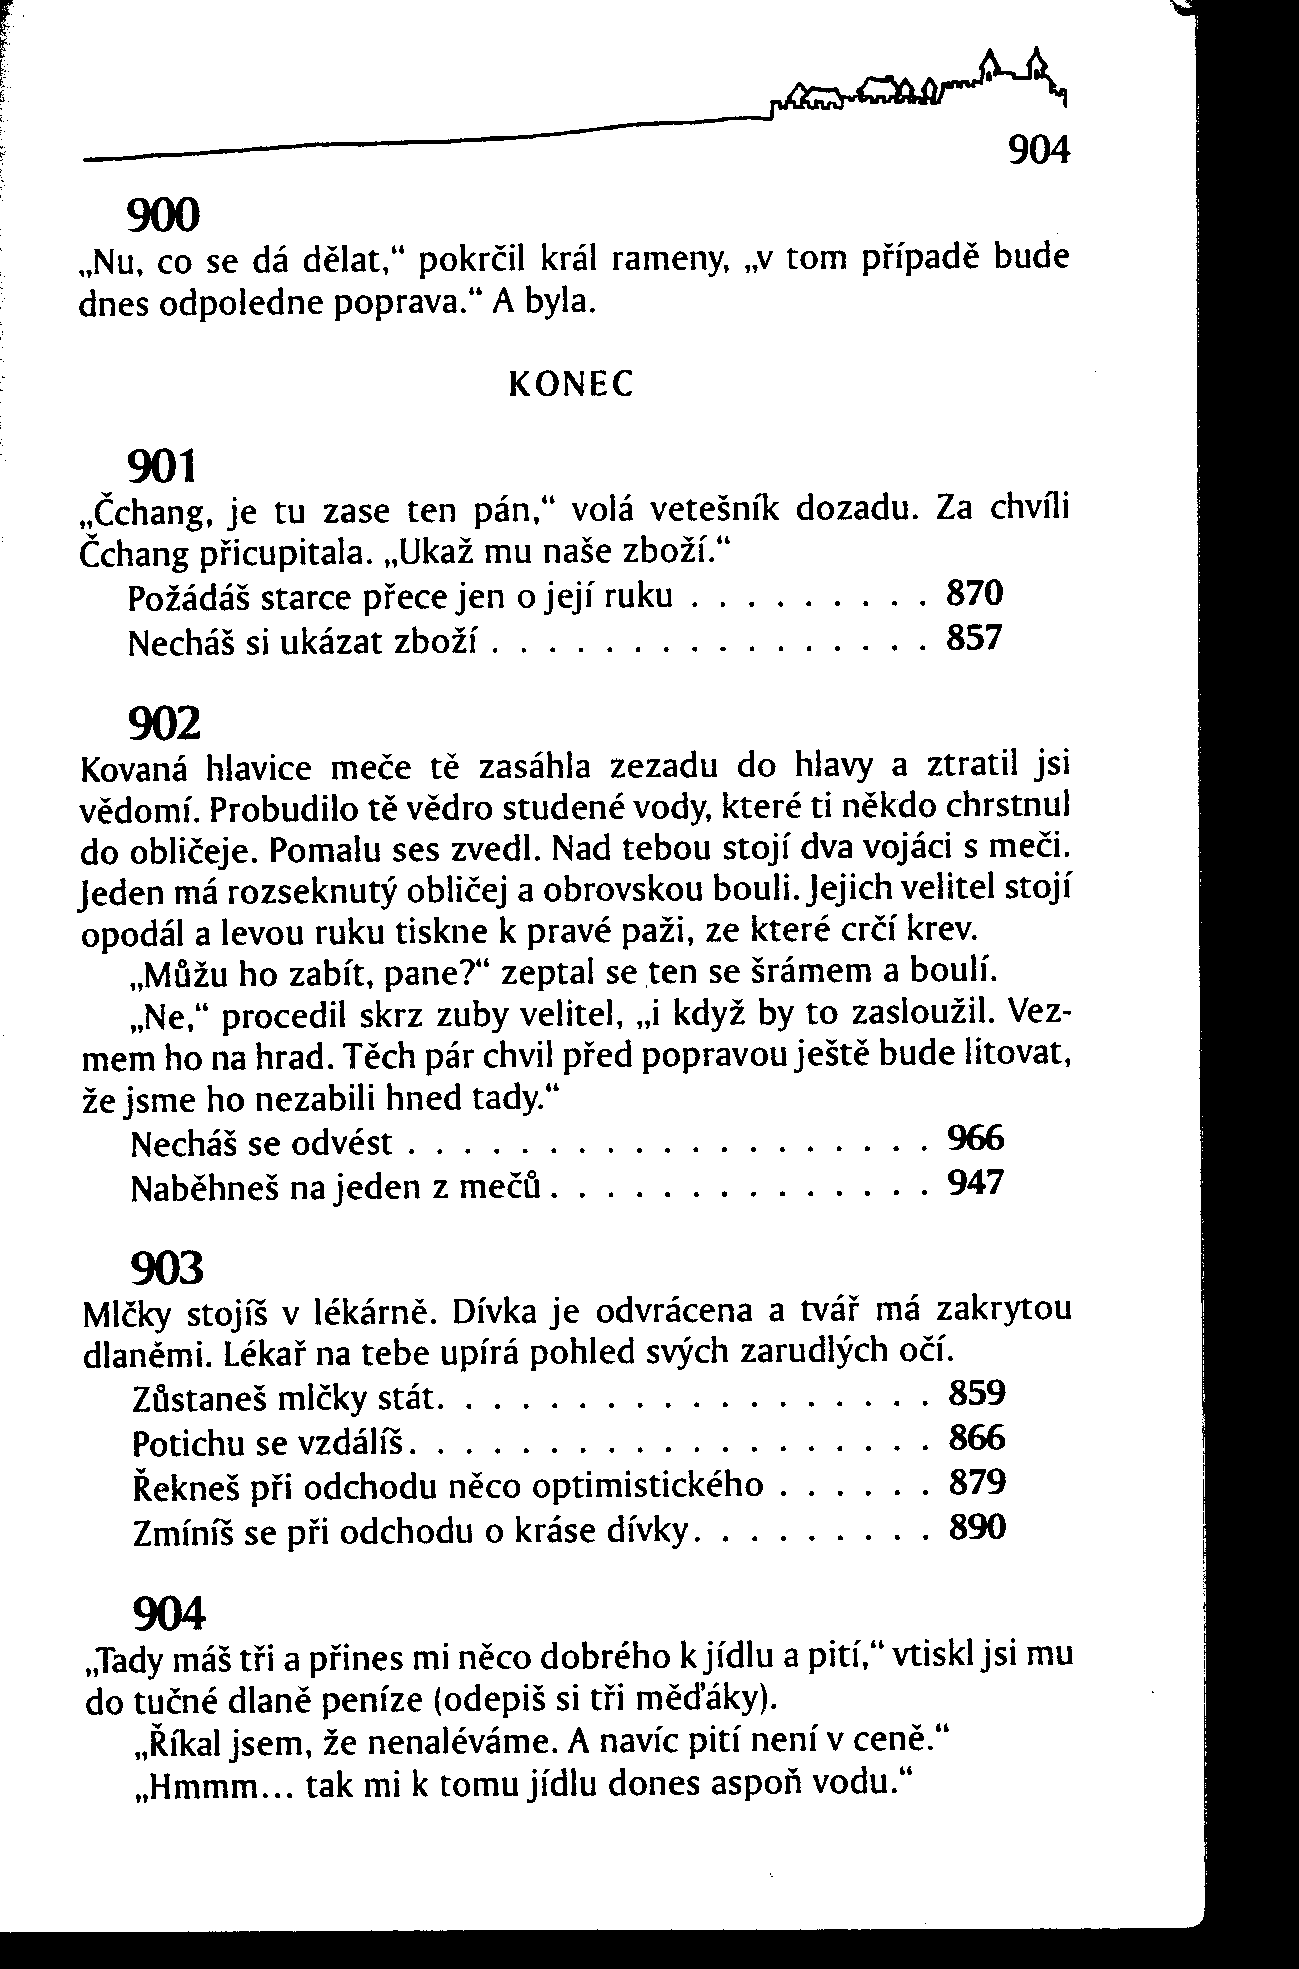 904
900
„Nu, co se dá dělat,“ pokrčil král rameny, „v tom případě bude
dnes odpoledne poprava.“ A byla.
KONEC
901
„Čchang, je tu zase ten pán,“ volá vetešník dozadu. Za chvíli
Čchang přicupitala. „Ukaž mu naše zboží.“
Požádáš starce přece jen o její ruku . . . . . . . . . 870
Necháš si ukázat zboží . . . . . . . . . . . . . . . . 857
902
Kovaná hlavice meče tě zasáhla zezadu do hlavy a ztratil jsi
vědomí. Probudilo tě vědro studené vody, které ti někdo chrstnul
do obličeje. Pomalu ses zvedl. Nad tebou stojí dva vojáci s meči.
Jeden má rozseknutý obličej a obrovskou bouli. Jejich velitel stojí
opodál a levou ruku tiskne k pravé paži, ze které crčí krev.
„Můžu ho zabít, pane?“ zeptal se ten se šrámem a boulí.
„Ne,“ procedil skrz zuby velitel, „i když by to zasloužil. Vez-
mem ho na hrad. Těch pár chvil před popravou ještě bude litovat,
že jsme ho nezabili hned tady.“
Necháš se odvést . . . . . . . . . . . . . . . . . . . 966
Naběhneš na jeden z mečů . . . . . . . . . . . . . . 947
903
Mlčky stojíš v lékárně. Dívka je odvrácena a tvář má zakrytou
dlaněmi. Lékař na tebe upírá pohled svých zarudlých očí.
Zůstaneš mlčky stát. . . . . . . . . . . . . . . . . . 859
Potichu se vzdálíš. . . . . . . . . . . . . . . . . . . 866
Řekneš při odchodu něco optimistického . . . . . . 879
Zmíníš se při odchodu o kráse dívky. . . . . . . . . 890
904
„Tady máš tři a přines mi něco dobrého k jídlu a pití,“ vtiskl jsi mu
do tučné dlaně peníze (odepiš si tři měďáky).
„Říkal jsem, že nenaléváme. A navíc pití není v ceně.“
„Hmmm... tak mi k tomu jídlu dones aspoň vodu.“